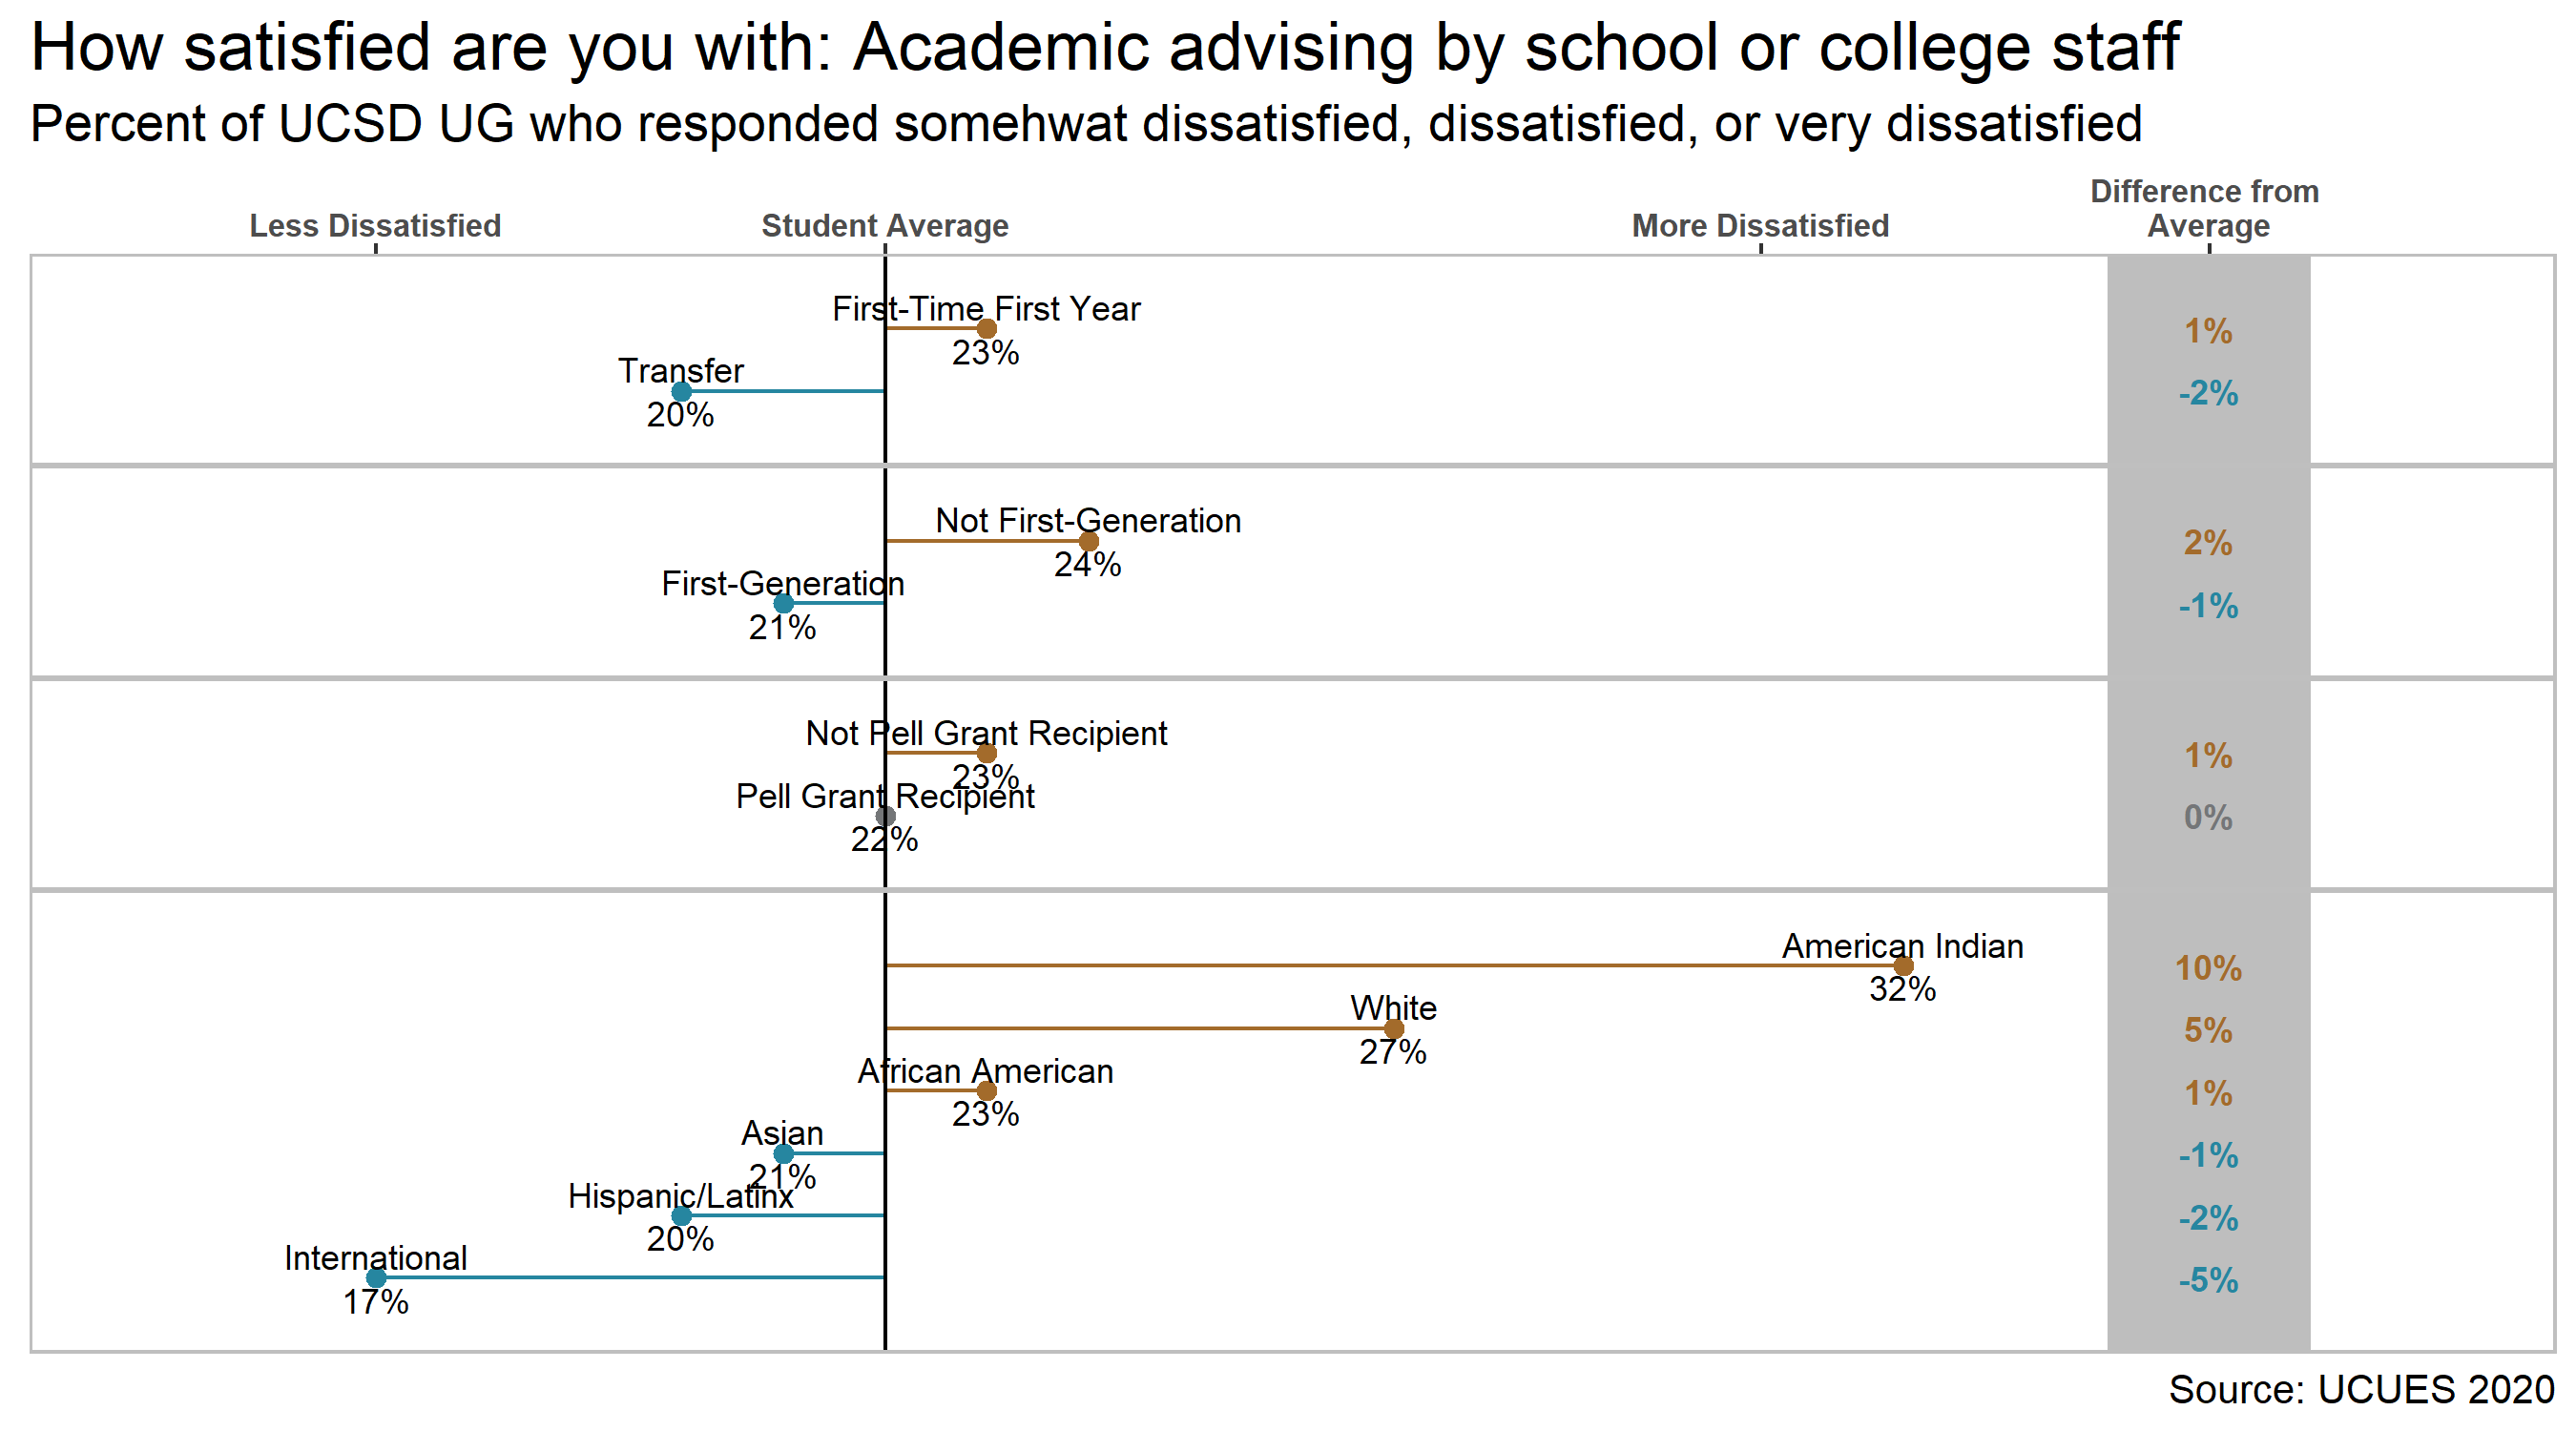 How satisfied are you with: Academic advising by school or college staff
Percent of UCSD UG who responded somehwat dissatisfied, dissatisfied, or very dissatisfied
Less Dissatisfied
Student Average
More Dissatisfied
Difference from
Average
First-Time First Year
23%
1%
Transfer
20%
-2%
Not First-Generation
24%
2%
First-Generation
21%
-1%
Not Pell Grant Recipient
23%
1%
Pell Grant Recipient
22%
0%
American Indian
32%
10%
White
27%
5%
African American
23%
1%
Asian
21%
-1%
Hispanic/Latinx
20%
-2%
International
17%
-5%
Source: UCUES 2020